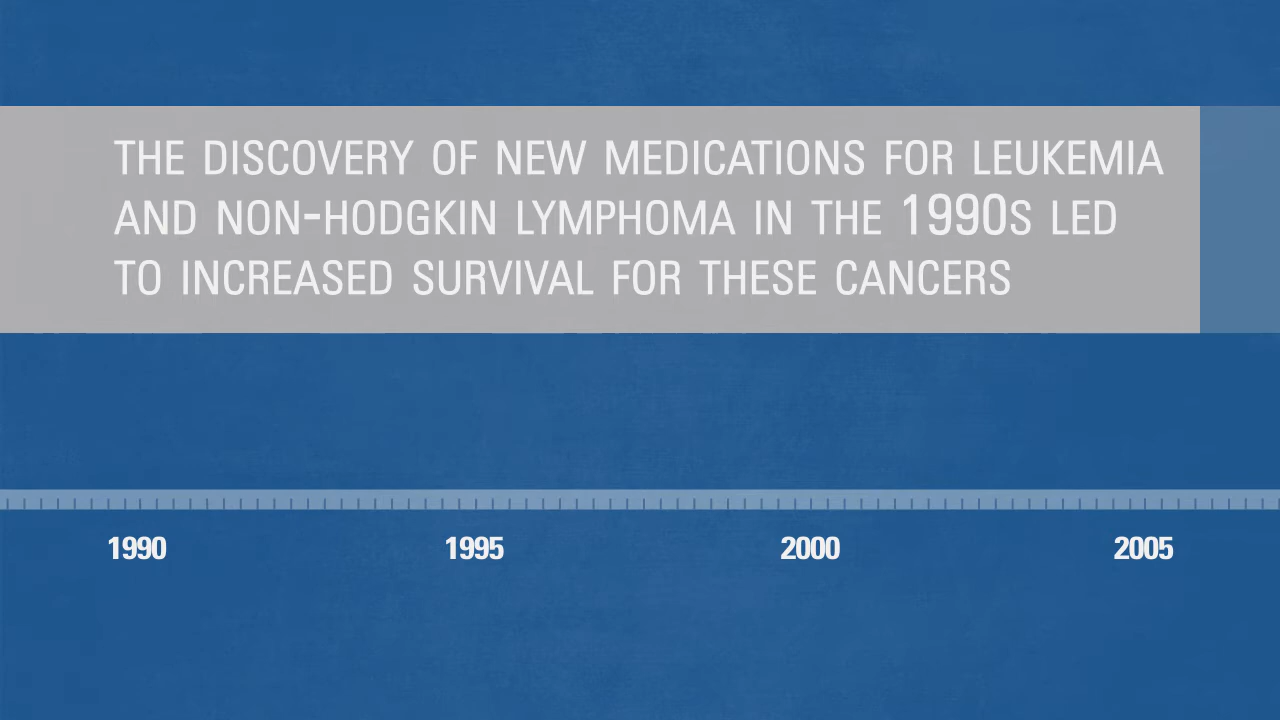 THE DISCOVERY OF NEW MEDICATIONS FOR LEUKEMIA
AND NON-HODGKIN LYMPHOMA IN THE 1990S LED
TO INCREASED SURVIVAL FOR THESE CANCERS
1990 1995 2000 2005